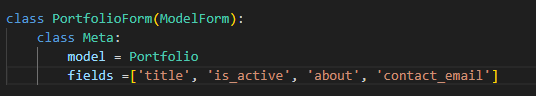 class PortfolioForm(ModelForm):
    class Meta:
        model = Portfolio
        fields =['title', 'is_active', 'about', 'contact_email']